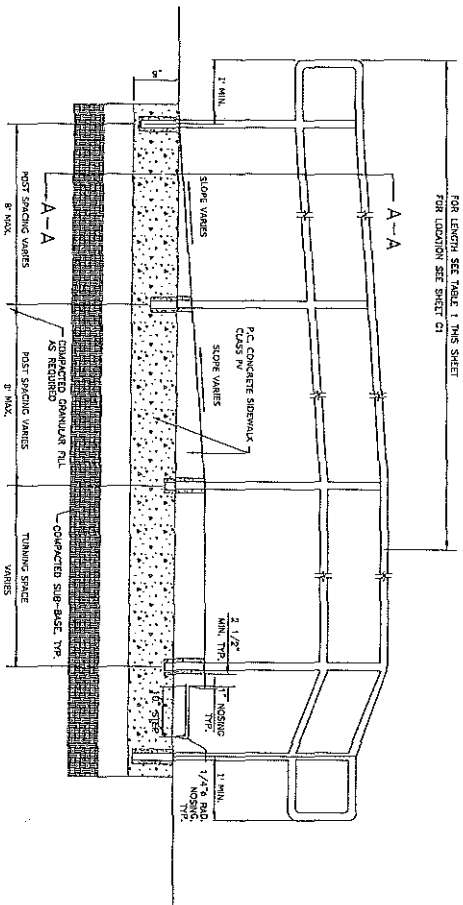 FOR LENGTH SEE TABLE 1 THIS SHEET
FOR LOCATION SEE SHEET C1
1' MIN.
A-A
A-A
SLOPE VARIES
SLOPE VARIES
P.C. CONCRETE SIDEWALK
CLASS PV
8"
2 1/2"
MIN. TYP.
1" NOSING
TYP.
10" STEP
1/4"ø RAD.
NOSING
TYP.
1' MIN.
COMPACTED GRANULAR FILL
AS REQUIRED
COMPACTED SUB-BASE, TYP.
POST SPACING VARIES
8' MAX.
POST SPACING VARIES
8' MAX.
TURNING SPACE
VARIES